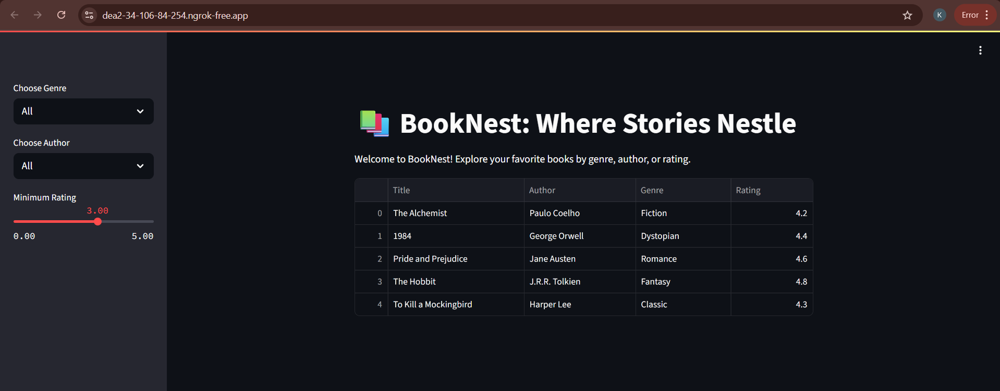 dea2-34-106-84-254.ngrok-free.app
K
Error
Choose Genre
All
Choose Author
All
Minimum Rating
3.00
0.00 5.00
BookNest: Where Stories Nestle
Welcome to BookNest! Explore your favorite books by genre, author, or rating.
Title Author Genre Rating
0 The Alchemist Paulo Coelho Fiction 4.2
1 1984 George Orwell Dystopian 4.4
2 Pride and Prejudice Jane Austen Romance 4.6
3 The Hobbit J.R.R. Tolkien Fantasy 4.8
4 To Kill a Mockingbird Harper Lee Classic 4.3